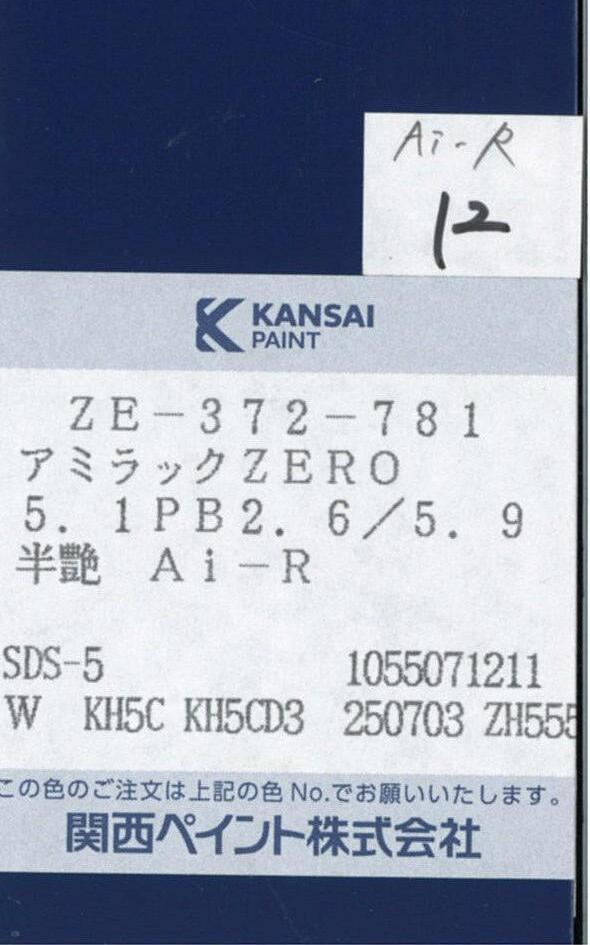 Ai-R
12
KANSAI
PAINT
ZE-372-781
アミラックZERO
5. 1PB2. 6/5. 9
半艶 Ai-R
SDS-5 1055071211
W KH5C KH5CD3 250703 ZH555
この色のご注文は上記の色No.でお願いいたします。
関西ペイント株式会社